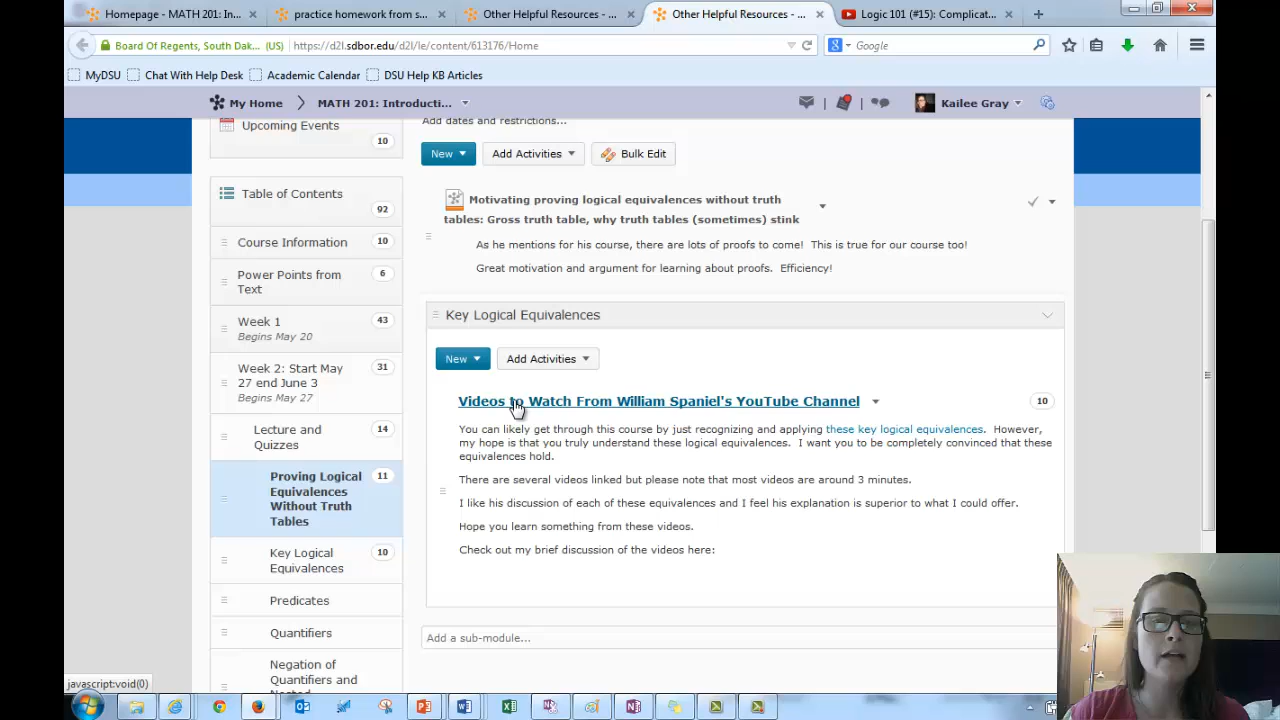 Homepage - MATH 201: In...
practice homework from s...
Other Helpful Resources - ...
Other Helpful Resources - ...
Logic 101 (#15): Complicat...
Board Of Regents, South Dak... (US)
https://d2l.sdbor.edu/d2l/le/content/613176/Home
Google
MyDSU
Chat With Help Desk
Academic Calendar
DSU Help KB Articles
My Home
MATH 201: Introducti...
Kailee Gray
Upcoming Events
10
Table of Contents
92
Course Information
10
Power Points from
Text
6
Week 1
43
Begins May 20
Week 2: Start May
27 end June 3
31
Begins May 27
Lecture and
Quizzes
14
Proving Logical
Equivalences
Without Truth
Tables
11
Key Logical
Equivalences
10
Predicates
Quantifiers
Negation of
Quantifiers and
Add dates and restrictions...
New
Add Activities
Bulk Edit
Motivating proving logical equivalences without truth
tables: Gross truth table, why truth tables (sometimes) stink
As he mentions for his course, there are lots of proofs to come! This is true for our course too!
Great motivation and argument for learning about proofs. Efficiency!
Key Logical Equivalences
New
Add Activities
Videos to Watch From William Spaniel's YouTube Channel
10
You can likely get through this course by just recognizing and applying these key logical equivalences. However,
my hope is that you truly understand these logical equivalences. I want you to be completely convinced that these
equivalences hold.
There are several videos linked but please note that most videos are around 3 minutes.
I like his discussion of each of these equivalences and I feel his explanation is superior to what I could offer.
Hope you learn something from these videos.
Check out my brief discussion of the videos here:
Add a sub-module...
javascript:void(0)